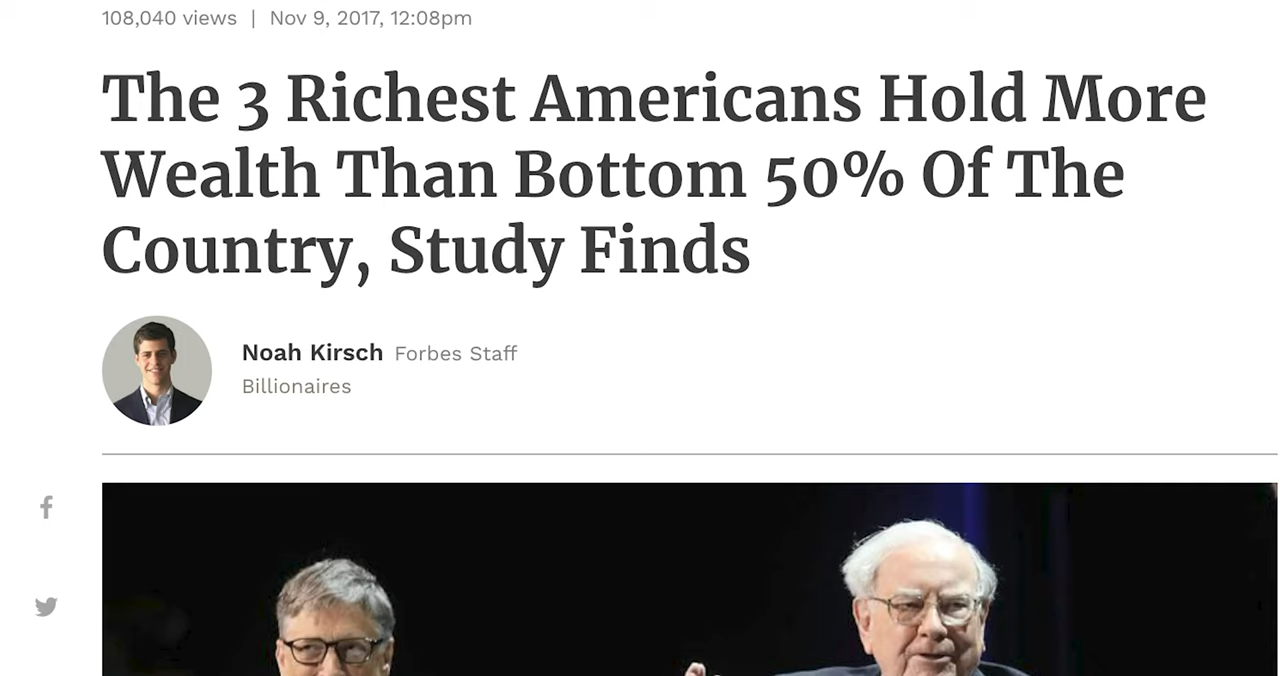 108,040 views | Nov 9, 2017, 12:08pm
The 3 Richest Americans Hold More
Wealth Than Bottom 50% Of The
Country, Study Finds
Noah Kirsch Forbes Staff
Billionaires